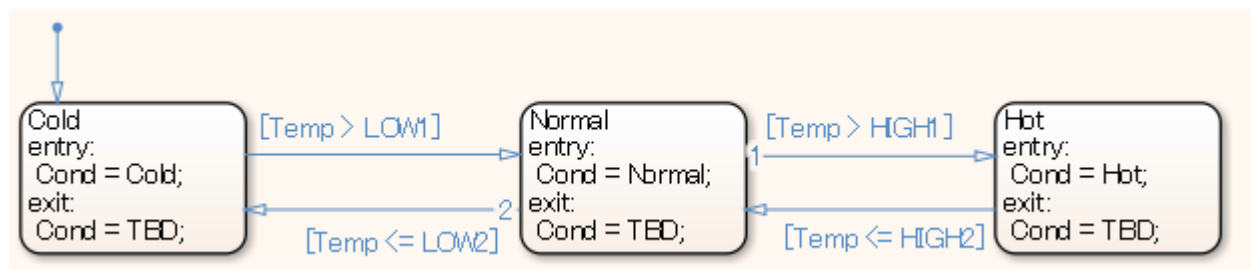 Cold
entry:
Cond = Cold;
exit:
Cond = TBD;
[Temp > LOW1]
[Temp <= LOW2]
Normal
entry:
Cond = Normal;
exit:
Cond = TBD;
1
2
[Temp > HIGH1]
[Temp <= HIGH2]
Hot
entry:
Cond = Hot;
exit:
Cond = TBD;